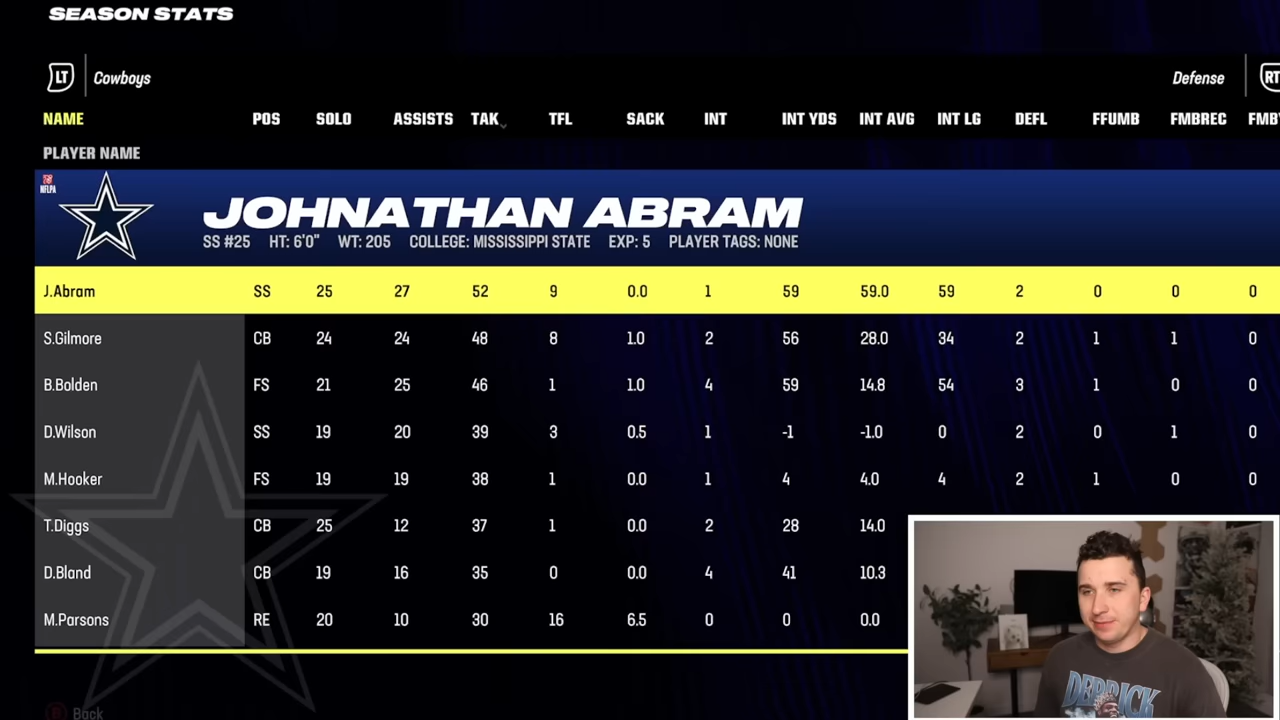 SEASON STATS
LT Cowboys Defense RT
NAME POS SOLO ASSISTS TAK TFL SACK INT INT YDS INT AVG INT LG DEFL FFUMB FMBREC
PLAYER NAME
NFLPA
JOHNATHAN ABRAM
SS #25 HT: 6'0" WT: 205 COLLEGE: MISSISSIPPI STATE EXP: 5 PLAYER TAGS: NONE
J.Abram SS 25 27 52 9 0.0 1 59 59.0 59 2 0 0 0
S.Gilmore CB 24 24 48 8 1.0 2 56 28.0 34 2 1 1 0
B.Bolden FS 21 25 46 1 1.0 4 59 14.8 54 3 1 0 0
D.Wilson SS 19 20 39 3 0.5 1 -1 -1.0 0 2 0 1 0
M.Hooker FS 19 19 38 1 0.0 1 4 4.0 4 2 1 0 0
T.Diggs CB 25 12 37 1 0.0 2 28 14.0
D.Bland CB 19 16 35 0 0.0 4 41 10.3
M.Parsons RE 20 10 30 16 6.5 0 0 0.0
DERRICK
B Back